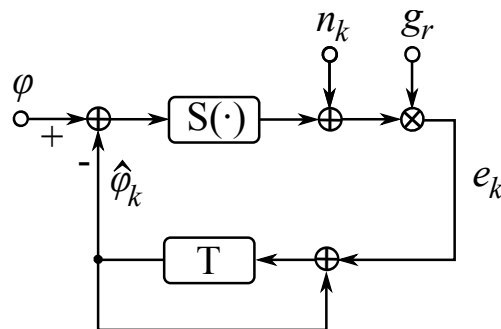 n_k
g_r
φ
+
S(·)
-
φ̂_k
e_k
T